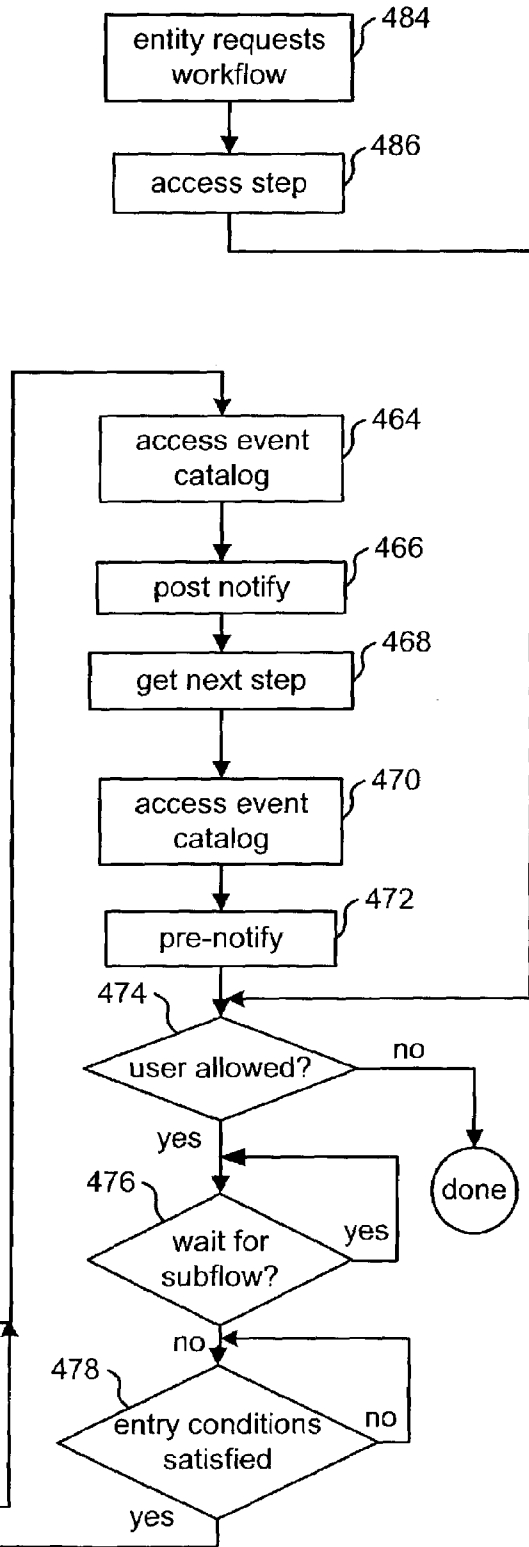 484
entity requests
workflow
486
access step
464
access event
catalog
466
post notify
468
get next step
470
access event
catalog
472
pre-notify
474
user allowed?
no
yes
done
476
wait for
subflow?
yes
no
478
entry conditions
satisfied
no
yes